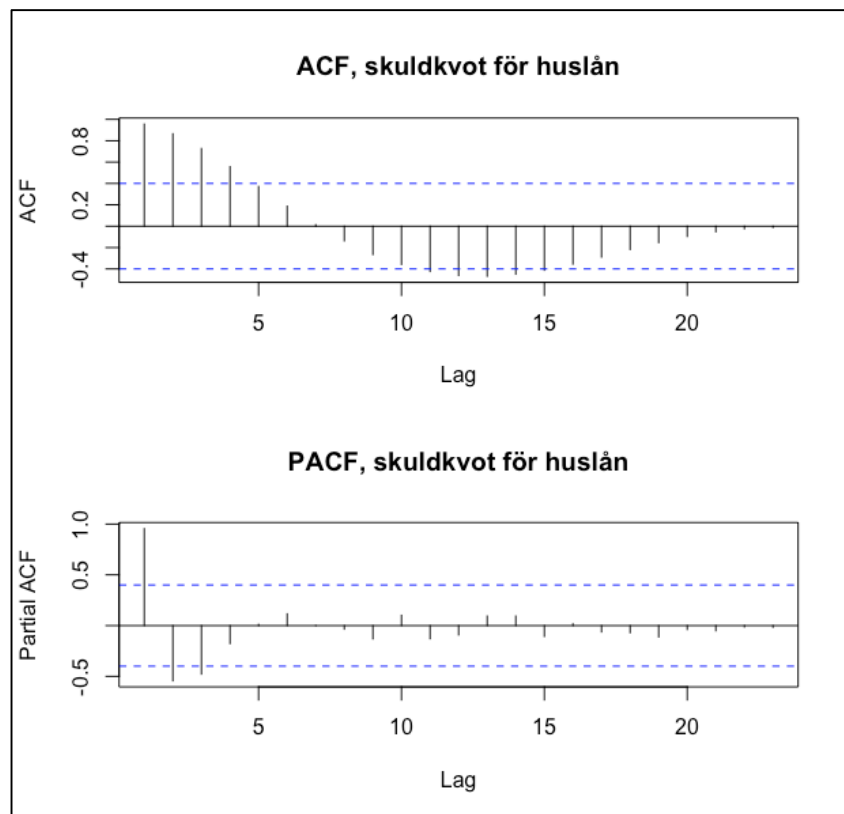 ACF, skuldkvot för huslån
ACF
0.8
0.2
-0.4
5 10 15 20
Lag
PACF, skuldkvot för huslån
Partial ACF
1.0
0.5
-0.5
5 10 15 20
Lag